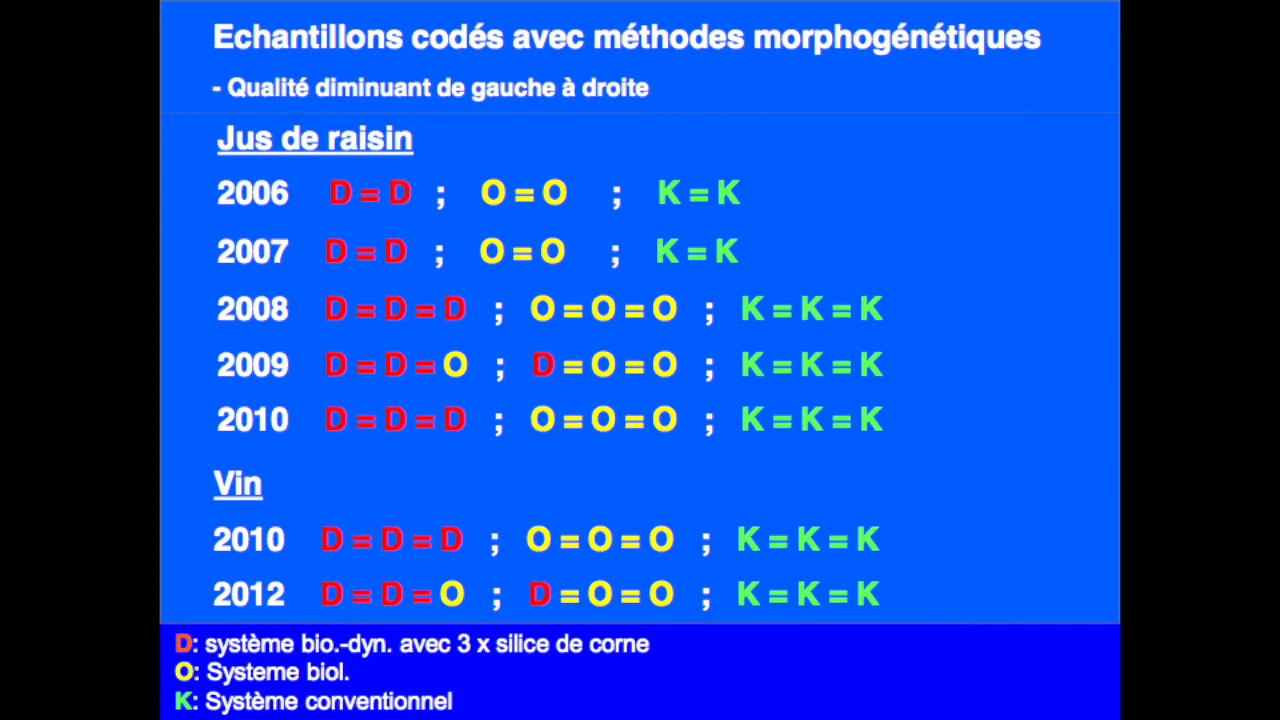 Echantillons codés avec méthodes morphogénétiques
- Qualité diminuant de gauche à droite
Jus de raisin
2006 D = D ; O = O ; K = K
2007 D = D ; O = O ; K = K
2008 D = D = D ; O = O = O ; K = K = K
2009 D = D = O ; D = O = O ; K = K = K
2010 D = D = D ; O = O = O ; K = K = K
Vin
2010 D = D = D ; O = O = O ; K = K = K
2012 D = D = O ; D = O = O ; K = K = K
D: système bio.-dyn. avec 3 x silice de corne
O: Systeme biol.
K: Système conventionnel